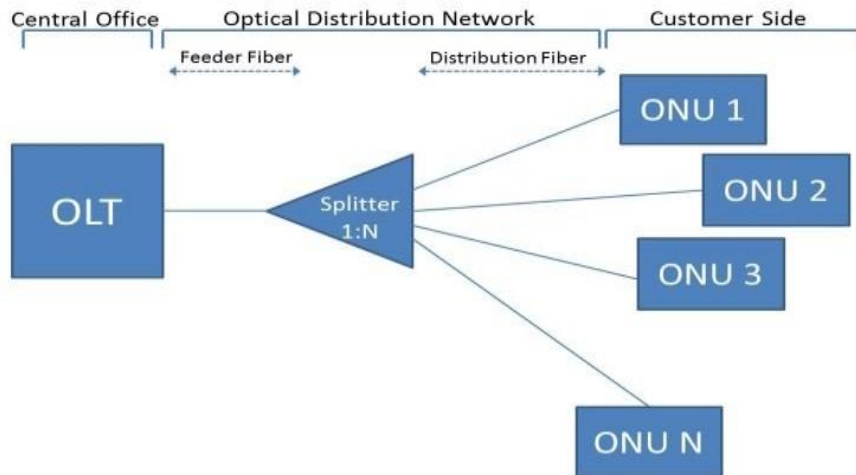 Central Office
Optical Distribution Network
Customer Side
Feeder Fiber
Distribution Fiber
ONU 1
OLT
Splitter
1:N
ONU 2
ONU 3
ONU N